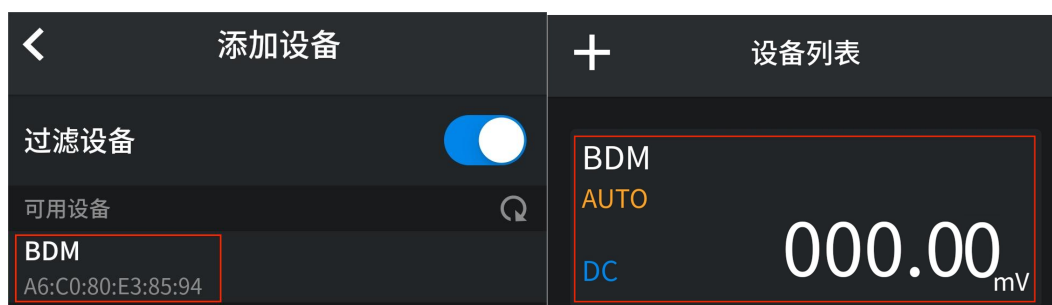 添加设备
过滤设备
可用设备
BDM
A6:C0:80:E3:85:94
设备列表
BDM
AUTO
DC
000.00
mV